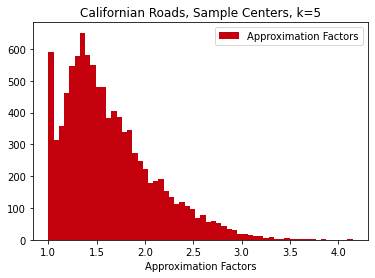 Californian Roads, Sample Centers, k=5
Approximation Factors
600
500
400
300
200
100
0
1.0 1.5 2.0 2.5 3.0 3.5 4.0
Approximation Factors